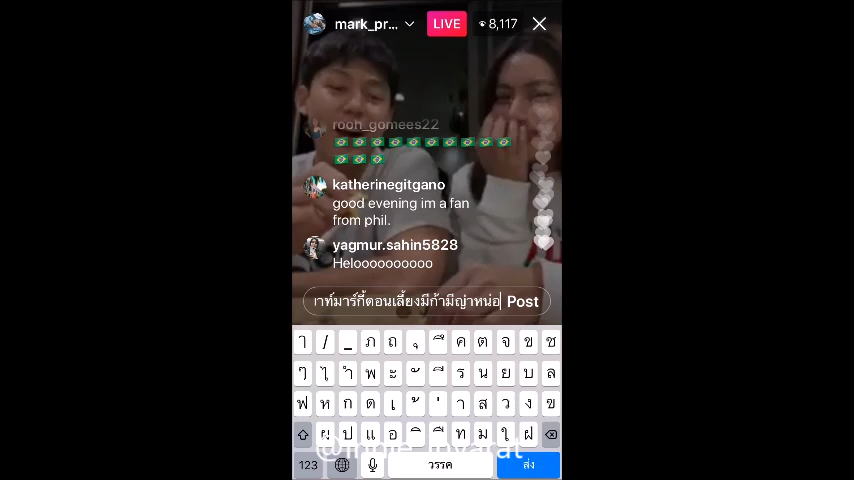 mark_pr... LIVE 8,117
rooh_gomees22
🇧🇷🇧🇷🇧🇷🇧🇷🇧🇷🇧🇷🇧🇷🇧🇷🇧🇷🇧🇷
🇧🇷🇧🇷🇧🇷
katherinegitgano
good evening im a fan
from phil.
yagmur.sahin5828
Heloooooooooo
าท์มาร์กี้ตอนเลี้ยงมีก้ามีญ่าหน่อ Post
ๅ / _ ภ ถ ุ ึ ค ต จ ข ช
ๆ ไ ำ พ ะ ั ี ร น ย บ ล
ฟ ห ก ด เ ้ ่ า ส ว ง ข
ผ ป แ อ ิ ื ท ม ใ ฝ
123 วรรค ส่ง